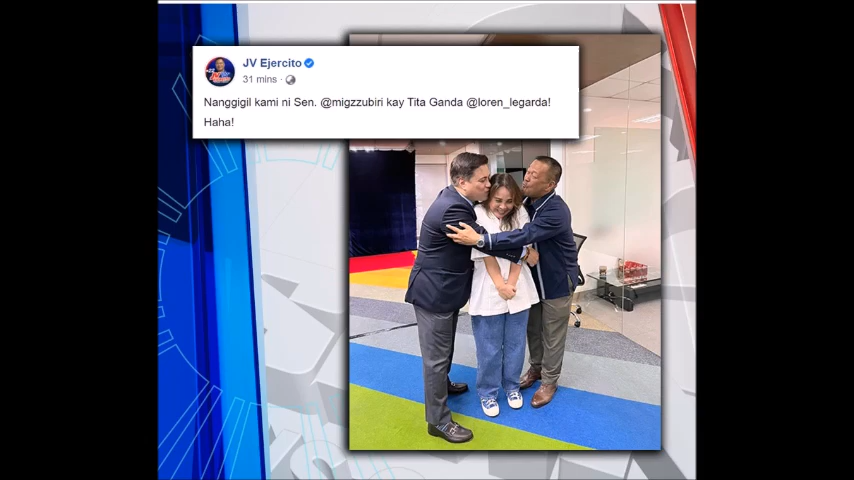 JV Ejercito
31 mins ·
Nanggigil kami ni Sen. @migzzubiri kay Tita Ganda @loren_legarda!
Haha!